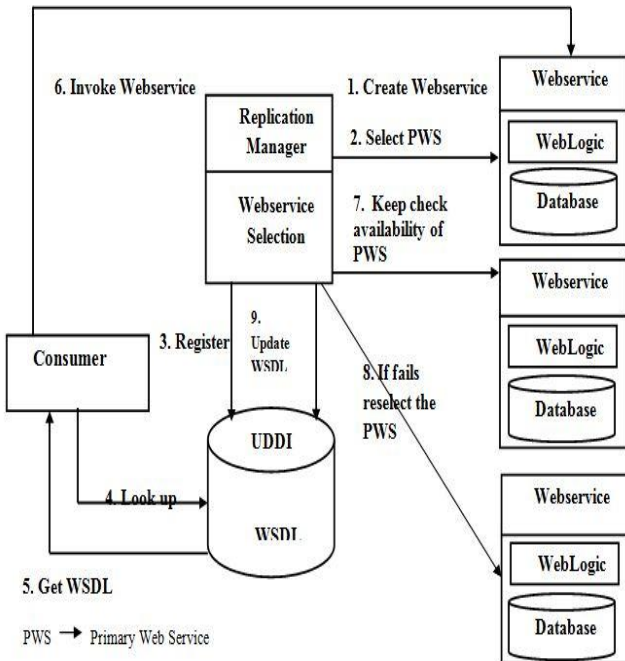 6. Invoke Webservice
1. Create Webservice
Replication
Manager
2. Select PWS
Webservice
Selection
7. Keep check
availability of
PWS
Webservice
WebLogic
Database
Webservice
WebLogic
Database
Consumer
3. Register
9.
Update
WSDL
8. If fails
reselect the
PWS
UDDI
WSDL
4. Look up
5. Get WSDL
Webservice
WebLogic
Database
PWS → Primary Web Service